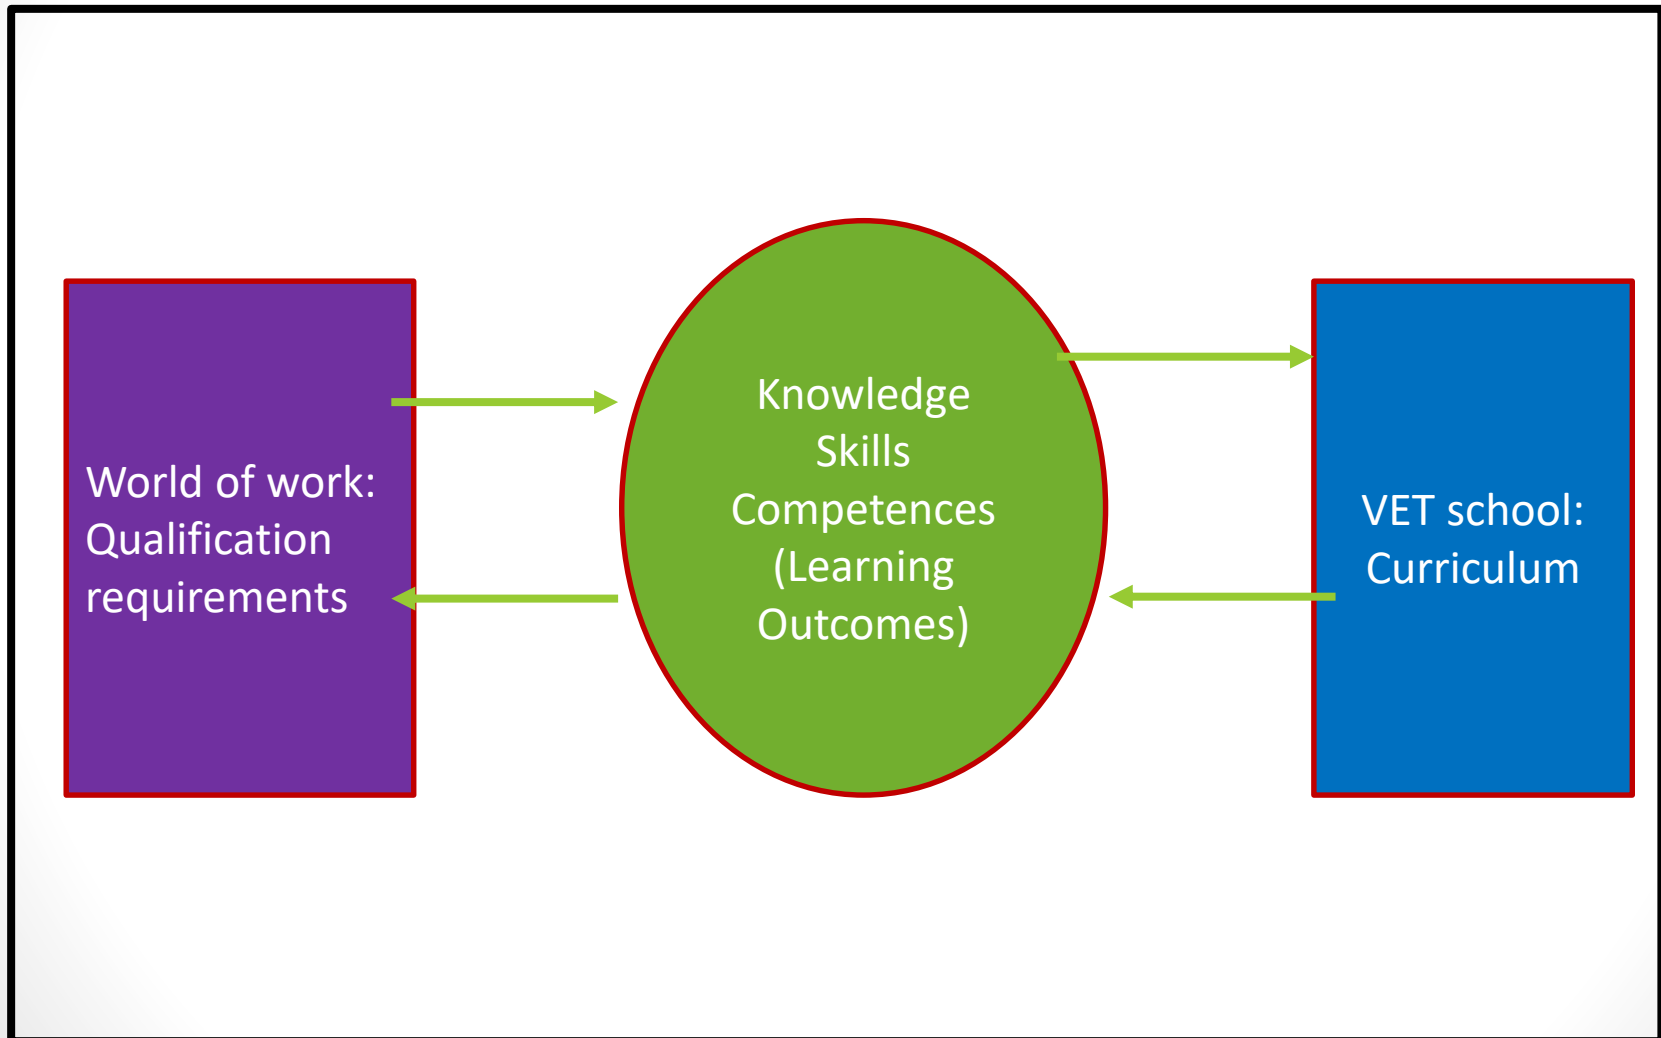 World of work:
Qualification
requirements
Knowledge
Skills
Competences
(Learning
Outcomes)
VET school:
Curriculum